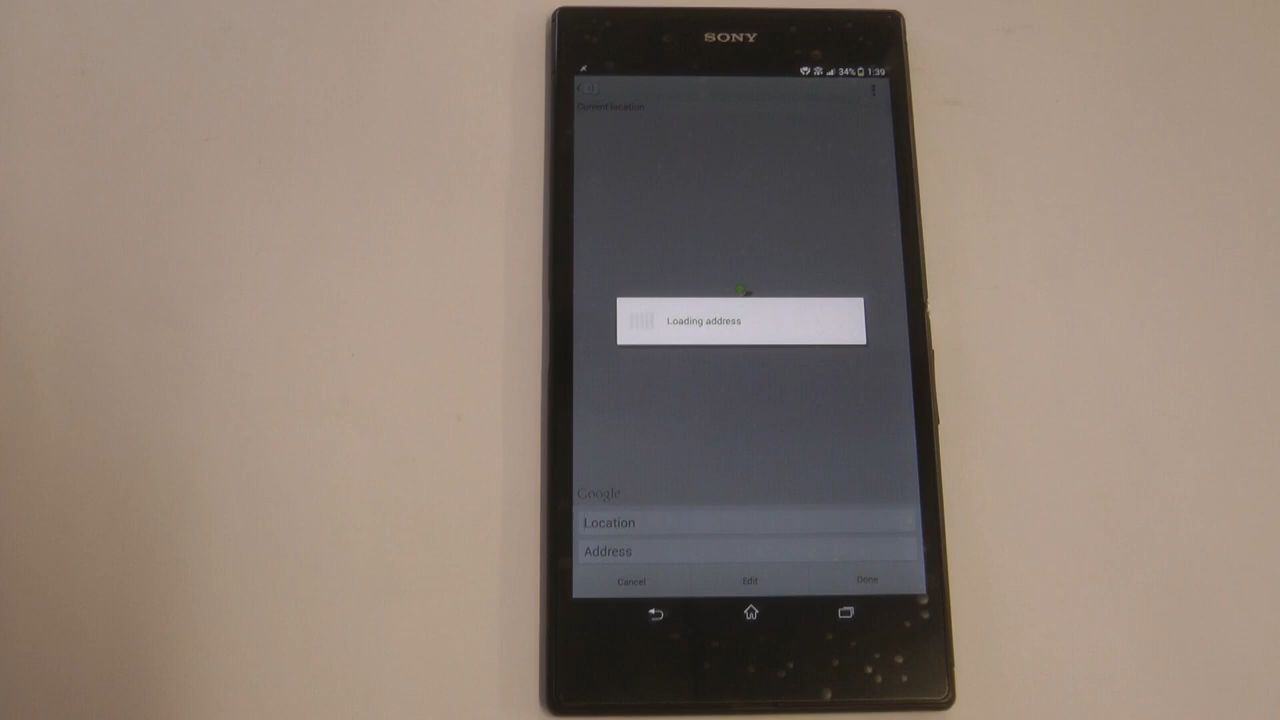 SONY
34% 1:39
Current location
Loading address
Google
Location
Address
Cancel Edit Done